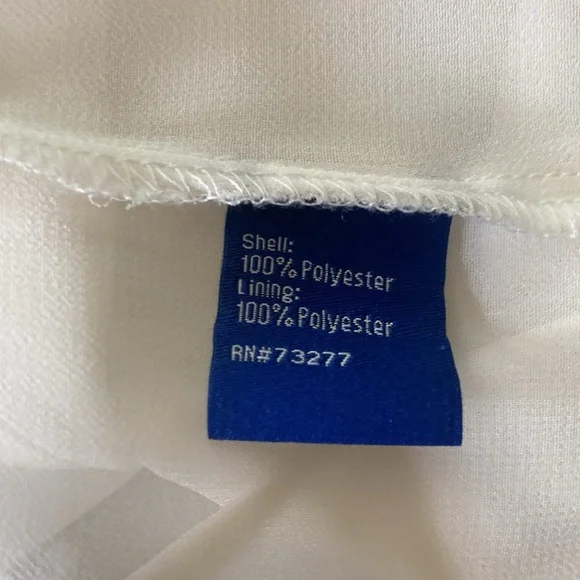 Shell:
100% Polyester
Lining:
100% Polyester
RN#73277